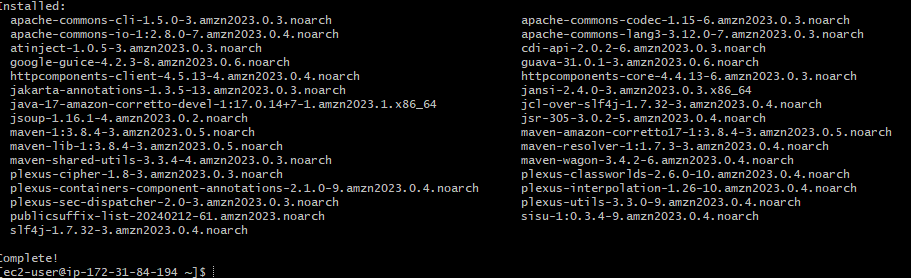 Installed:
apache-commons-cli-1.5.0-3.amzn2023.0.3.noarch apache-commons-codec-1.15-6.amzn2023.0.3.noarch
apache-commons-io-1:2.8.0-7.amzn2023.0.4.noarch apache-commons-lang3-3.12.0-7.amzn2023.0.3.noarch
atinject-1.0.5-3.amzn2023.0.3.noarch cdi-api-2.0.2-6.amzn2023.0.3.noarch
google-guice-4.2.3-8.amzn2023.0.6.noarch guava-31.0.1-3.amzn2023.0.6.noarch
httpcomponents-client-4.5.13-4.amzn2023.0.4.noarch httpcomponents-core-4.4.13-6.amzn2023.0.3.noarch
jakarta-annotations-1.3.5-13.amzn2023.0.3.noarch jansi-2.4.0-3.amzn2023.0.3.x86_64
java-17-amazon-corretto-devel-1:17.0.14+7-1.amzn2023.1.x86_64 jcl-over-slf4j-1.7.32-3.amzn2023.0.4.noarch
jsoup-1.16.1-4.amzn2023.0.2.noarch jsr-305-3.0.2-5.amzn2023.0.4.noarch
maven-1:3.8.4-3.amzn2023.0.5.noarch maven-amazon-corretto17-1:3.8.4-3.amzn2023.0.5.noarch
maven-lib-1:3.8.4-3.amzn2023.0.5.noarch maven-resolver-1:1.7.3-3.amzn2023.0.4.noarch
maven-shared-utils-3.3.4-4.amzn2023.0.3.noarch maven-wagon-3.4.2-6.amzn2023.0.4.noarch
plexus-cipher-1.8-3.amzn2023.0.3.noarch plexus-classworlds-2.6.0-10.amzn2023.0.4.noarch
plexus-containers-component-annotations-2.1.0-9.amzn2023.0.4.noarch plexus-interpolation-1.26-10.amzn2023.0.4.noarch
plexus-sec-dispatcher-2.0-3.amzn2023.0.3.noarch plexus-utils-3.3.0-9.amzn2023.0.4.noarch
publicsuffix-list-20240212-61.amzn2023.noarch sisu-1:0.3.4-9.amzn2023.0.4.noarch
slf4j-1.7.32-3.amzn2023.0.4.noarch
Complete!
[ec2-user@ip-172-31-84-194 ~]$